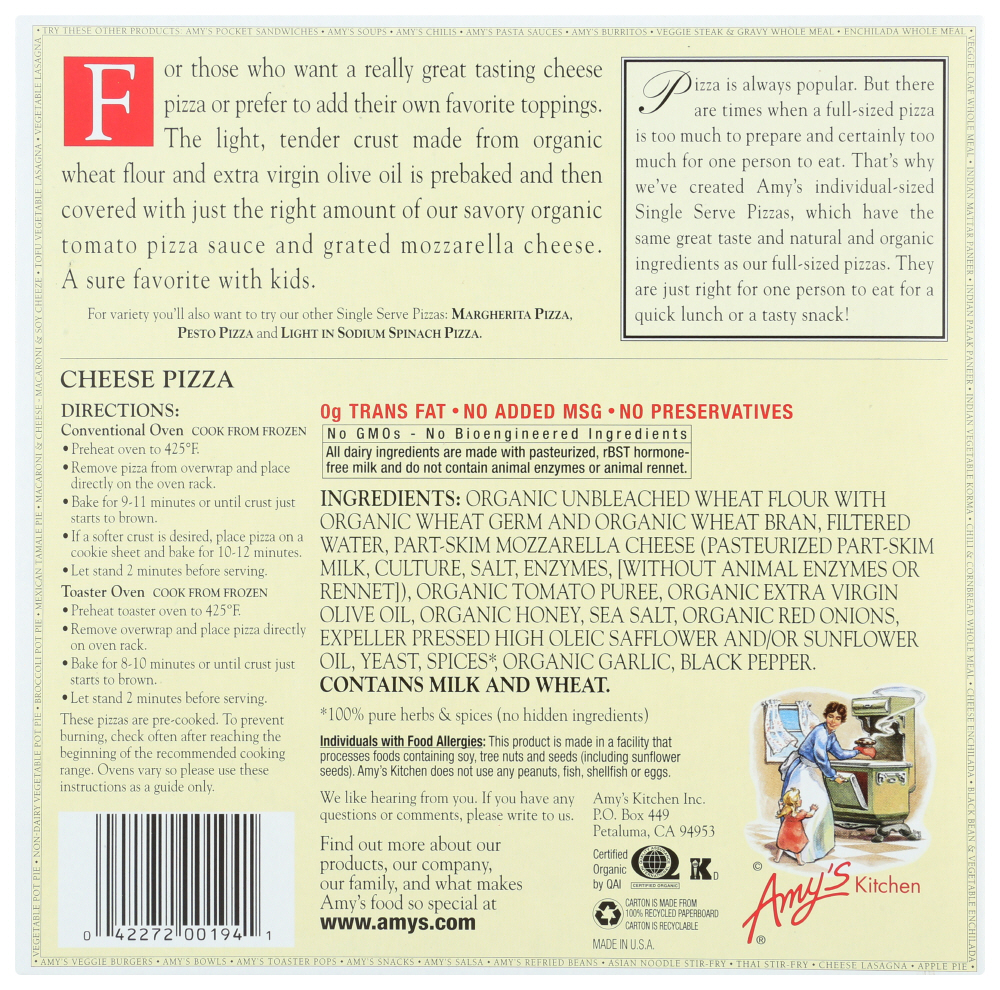 • TRY THESE OTHER PRODUCTS: AMY'S POCKET SANDWICHES • AMY'S SOUPS • AMY'S CHILIS • AMY'S PASTA SAUCES • AMY'S BURRITOS • VEGGIE STEAK & GRAVY WHOLE MEAL • ENCHILADA WHOLE MEAL •
For those who want a really great tasting cheese
pizza or prefer to add their own favorite toppings.
The light, tender crust made from organic
wheat flour and extra virgin olive oil is prebaked and then
covered with just the right amount of our savory organic
tomato pizza sauce and grated mozzarella cheese.
A sure favorite with kids.
For variety you'll also want to try our other Single Serve Pizzas: MARGHERITA PIZZA,
PESTO PIZZA and LIGHT IN SODIUM SPINACH PIZZA.
Pizza is always popular. But there
are times when a full-sized pizza
is too much to prepare and certainly too
much for one person to eat. That's why
we've created Amy's individual-sized
Single Serve Pizzas, which have the
same great taste and natural and organic
ingredients as our full-sized pizzas. They
are just right for one person to eat for a
quick lunch or a tasty snack!
CHEESE PIZZA
DIRECTIONS:
Conventional Oven COOK FROM FROZEN
• Preheat oven to 425°F.
• Remove pizza from overwrap and place
directly on the oven rack.
• Bake for 9-11 minutes or until crust just
starts to brown.
• If a softer crust is desired, place pizza on a
cookie sheet and bake for 10-12 minutes.
• Let stand 2 minutes before serving.
Toaster Oven COOK FROM FROZEN
• Preheat toaster oven to 425°F.
• Remove overwrap and place pizza directly
on oven rack.
• Bake for 8-10 minutes or until crust just
starts to brown.
• Let stand 2 minutes before serving.
These pizzas are pre-cooked. To prevent
burning, check often after reaching the
beginning of the recommended cooking
range. Ovens vary so please use these
instructions as a guide only.
0 42272 00194 1
0g TRANS FAT • NO ADDED MSG • NO PRESERVATIVES
No GMOs - No Bioengineered Ingredients
All dairy ingredients are made with pasteurized, rBST hormone-
free milk and do not contain animal enzymes or animal rennet.
INGREDIENTS: ORGANIC UNBLEACHED WHEAT FLOUR WITH
ORGANIC WHEAT GERM AND ORGANIC WHEAT BRAN, FILTERED
WATER, PART-SKIM MOZZARELLA CHEESE (PASTEURIZED PART-SKIM
MILK, CULTURE, SALT, ENZYMES, [WITHOUT ANIMAL ENZYMES OR
RENNET]), ORGANIC TOMATO PUREE, ORGANIC EXTRA VIRGIN
OLIVE OIL, ORGANIC HONEY, SEA SALT, ORGANIC RED ONIONS,
EXPELLER PRESSED HIGH OLEIC SAFFLOWER AND/OR SUNFLOWER
OIL, YEAST, SPICES*, ORGANIC GARLIC, BLACK PEPPER.
CONTAINS MILK AND WHEAT.
*100% pure herbs & spices (no hidden ingredients)
Individuals with Food Allergies: This product is made in a facility that
processes foods containing soy, tree nuts and seeds (including sunflower
seeds). Amy's Kitchen does not use any peanuts, fish, shellfish or eggs.
We like hearing from you. If you have any
questions or comments, please write to us.
Find out more about our
products, our company,
our family, and what makes
Amy's food so special at
www.amys.com
Amy's Kitchen Inc.
P.O. Box 449
Petaluma, CA 94953
Certified
Organic
by QAI
CERTIFIED ORGANIC
K D
CARTON IS MADE FROM
100% RECYCLED PAPERBOARD
CARTON IS RECYCLABLE
MADE IN U.S.A.
©
Amy's Kitchen
®
VEGGIE LOAF WHOLE MEAL • INDIAN MATTAR PANEER • INDIAN PALAK PANEER • INDIAN VEGETABLE KORMA • CHILI & CORNBREAD WHOLE MEAL • CHEESE ENCHILADA • BLACK BEAN & VEGETABLE ENCHILADA •
• VEGETABLE POT PIE • NON-DAIRY VEGETABLE POT PIE • BROCCOLI POT PIE • MEXICAN TAMALE PIE • MACARONI & CHEESE • MACARONI & SOY CHEEZE • TOFU VEGETABLE LASAGNA • VEGETABLE LASAGNA
• AMY'S VEGGIE BURGERS • AMY'S BOWLS • AMY'S TOASTER POPS • AMY'S SNACKS • AMY'S SALSA • AMY'S REFRIED BEANS • ASIAN NOODLE STIR-FRY • THAI STIR-FRY • CHEESE LASAGNA • APPLE PIE •